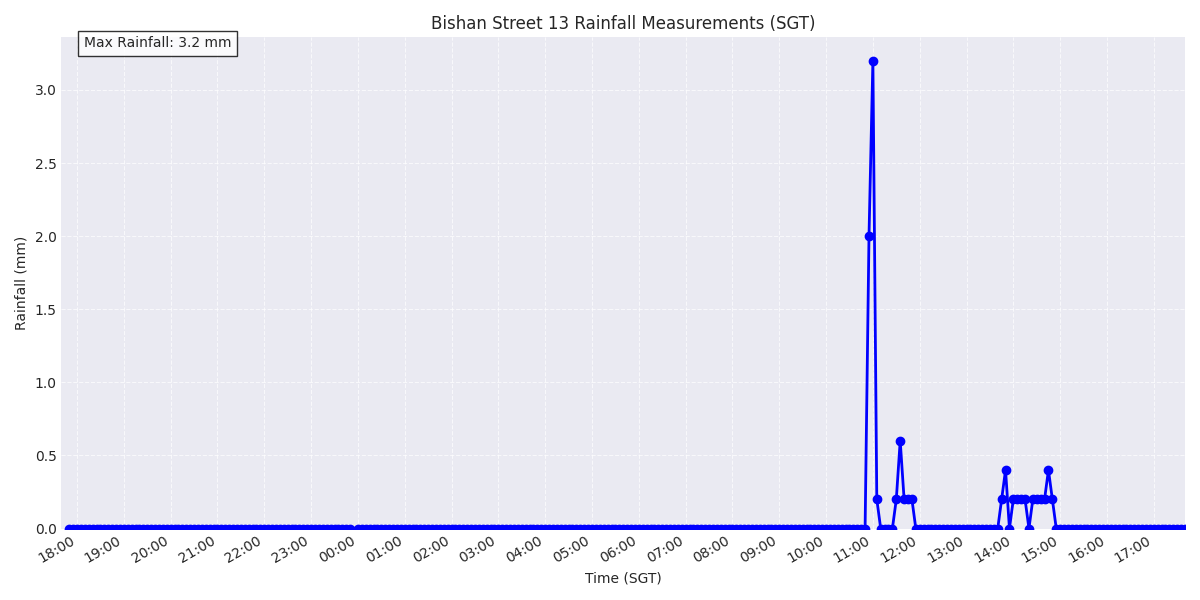 Bishan Street 13 Rainfall Measurements (SGT)
Max Rainfall: 3.2 mm
Rainfall (mm)
3.0
2.5
2.0
1.5
1.0
0.5
0.0
18:00 19:00 20:00 21:00 22:00 23:00 00:00 01:00 02:00 03:00 04:00 05:00 06:00 07:00 08:00 09:00 10:00 11:00 12:00 13:00 14:00 15:00 16:00 17:00
Time (SGT)